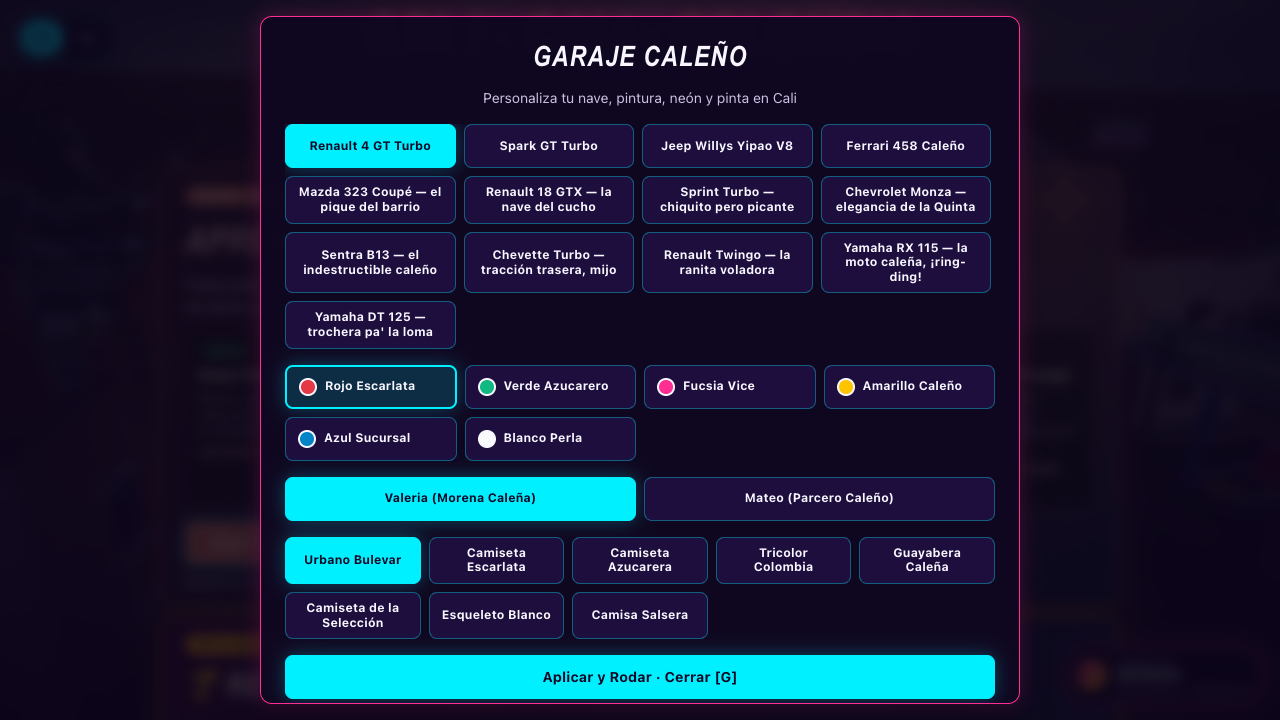 GARAJE CALEÑO
Personaliza tu nave, pintura, neón y pinta en Cali
Renault 4 GT Turbo
Spark GT Turbo
Jeep Willys Yipao V8
Ferrari 458 Caleño
Mazda 323 Coupé — el
pique del barrio
Renault 18 GTX — la
nave del cucho
Sprint Turbo —
chiquito pero picante
Chevrolet Monza —
elegancia de la Quinta
Sentra B13 — el
indestructible caleño
Chevette Turbo —
tracción trasera, mijo
Renault Twingo — la
ranita voladora
Yamaha RX 115 — la
moto caleña, ¡ring-
ding!
Yamaha DT 125 —
trochera pa' la loma
Rojo Escarlata
Verde Azucarero
Fucsia Vice
Amarillo Caleño
Azul Sucursal
Blanco Perla
Valeria (Morena Caleña)
Mateo (Parcero Caleño)
Urbano Bulevar
Camiseta
Escarlata
Camiseta
Azucarera
Tricolor
Colombia
Guayabera
Caleña
Camiseta de la
Selección
Esqueleto Blanco
Camisa Salsera
Aplicar y Rodar · Cerrar [G]